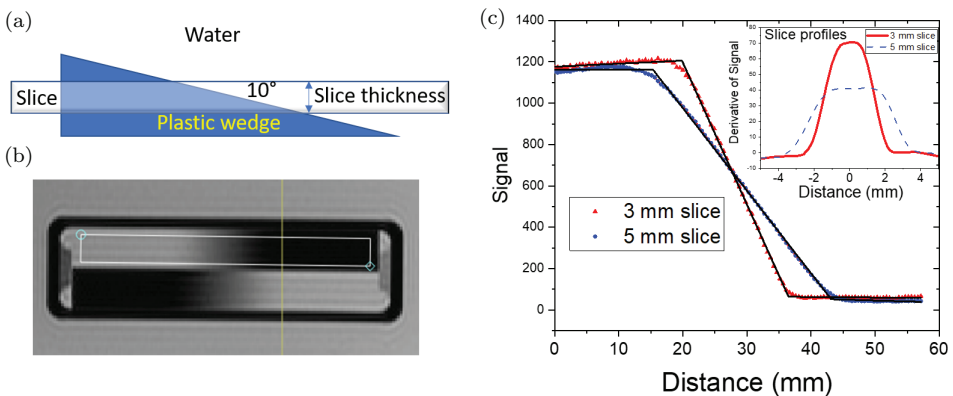 (a)
Water
10°
Slice
Slice thickness
Plastic wedge
(b)
(c)
Signal
1400
1200
1000
800
600
400
200
0
0 10 20 30 40 50 60
Distance (mm)
3 mm slice
5 mm slice
Slice profiles
3 mm slice
5 mm slice
Derivative of Signal
80
70
60
50
40
30
20
10
0
-10
-4 -2 0 2 4
Distance (mm)